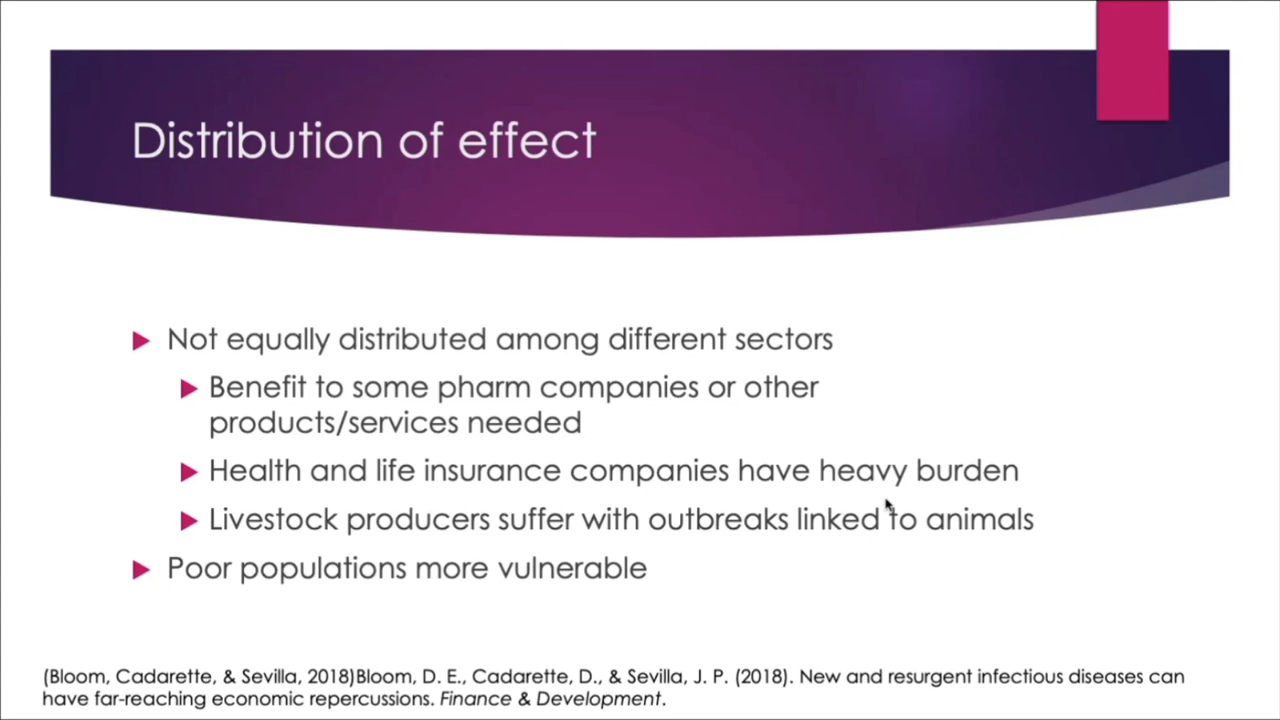 Distribution of effect
Not equally distributed among different sectors
Benefit to some pharm companies or other
products/services needed
Health and life insurance companies have heavy burden
Livestock producers suffer with outbreaks linked to animals
Poor populations more vulnerable
(Bloom, Cadarette, & Sevilla, 2018)Bloom, D. E., Cadarette, D., & Sevilla, J. P. (2018). New and resurgent infectious diseases can
have far-reaching economic repercussions. Finance & Development.